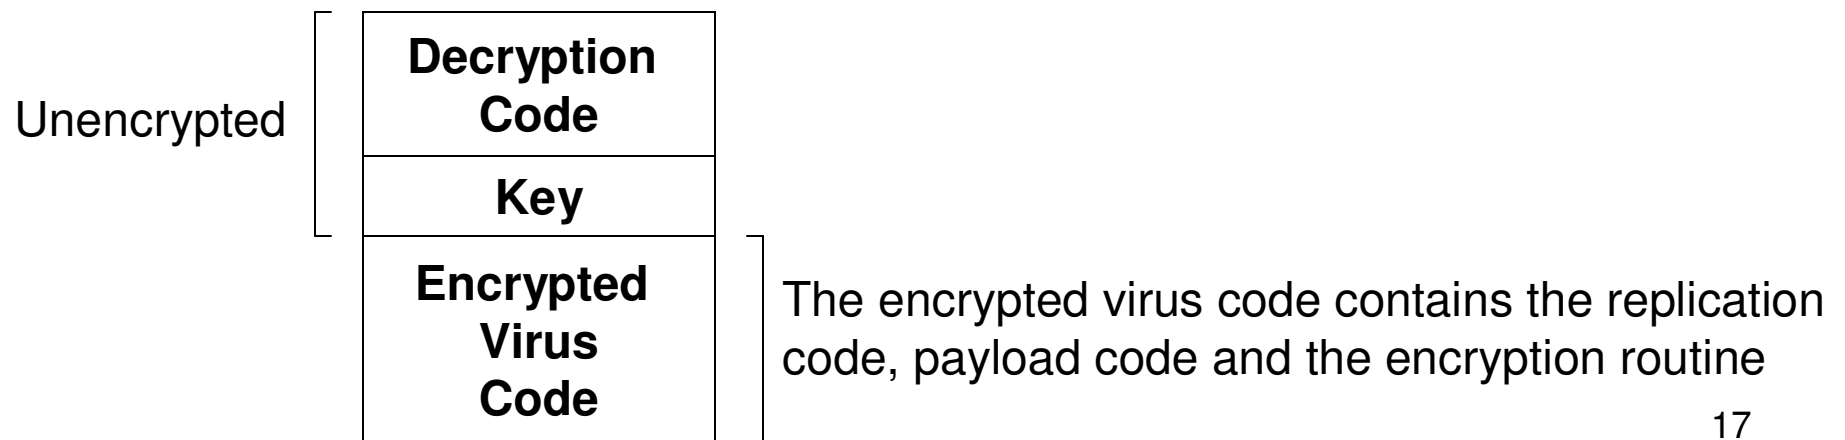 Unencrypted
Decryption
Code
Key
Encrypted
Virus
Code
The encrypted virus code contains the replication
code, payload code and the encryption routine
17